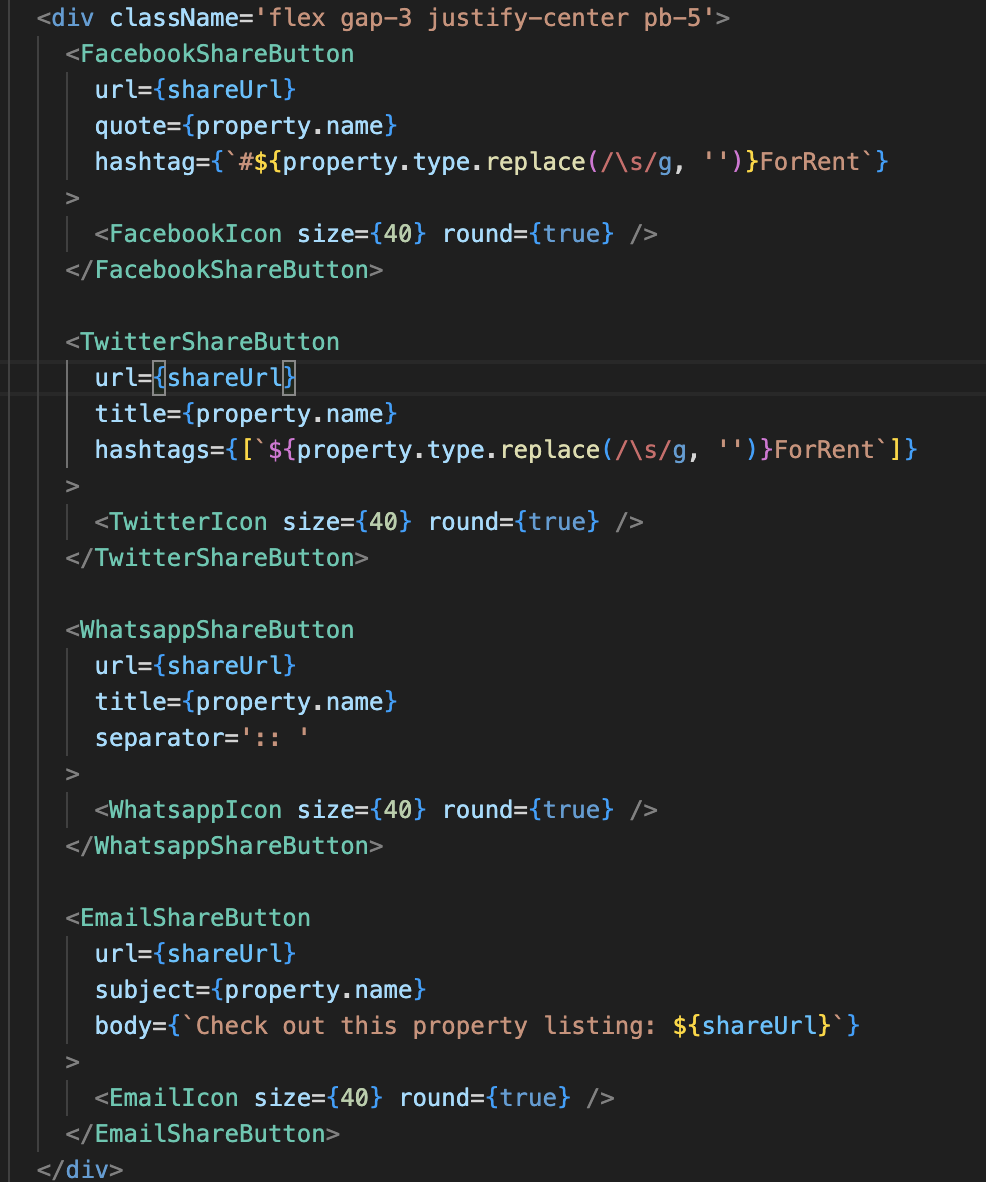 <div className='flex gap-3 justify-center pb-5'>
<FacebookShareButton
url={shareUrl}
quote={property.name}
hashtag={`#${property.type.replace(/\s/g, '')}ForRent`}
>
<FacebookIcon size={40} round={true} />
</FacebookShareButton>
<TwitterShareButton
url={shareUrl}
title={property.name}
hashtags={[`${property.type.replace(/\s/g, '')}ForRent`]}
>
<TwitterIcon size={40} round={true} />
</TwitterShareButton>
<WhatsappShareButton
url={shareUrl}
title={property.name}
separator=':: '
>
<WhatsappIcon size={40} round={true} />
</WhatsappShareButton>
<EmailShareButton
url={shareUrl}
subject={property.name}
body={`Check out this property listing: ${shareUrl}`}
>
<EmailIcon size={40} round={true} />
</EmailShareButton>
</div>